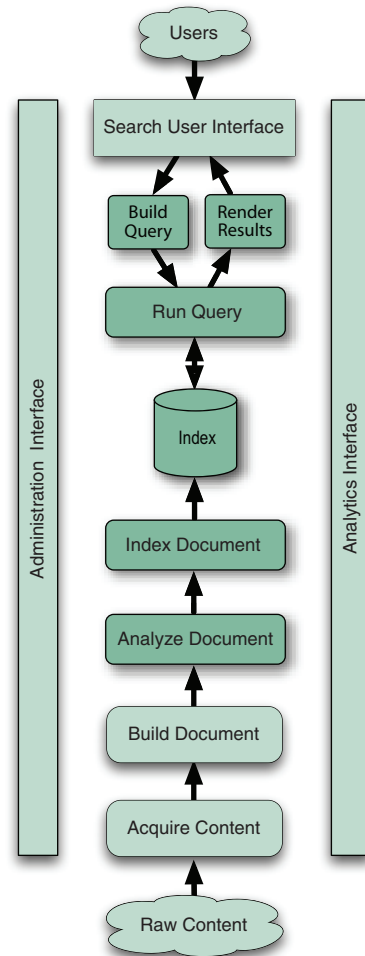 Users
Search User Interface
Build
Query
Render
Results
Run Query
Administration Interface
Analytics Interface
Index
Index Document
Analyze Document
Build Document
Acquire Content
Raw Content